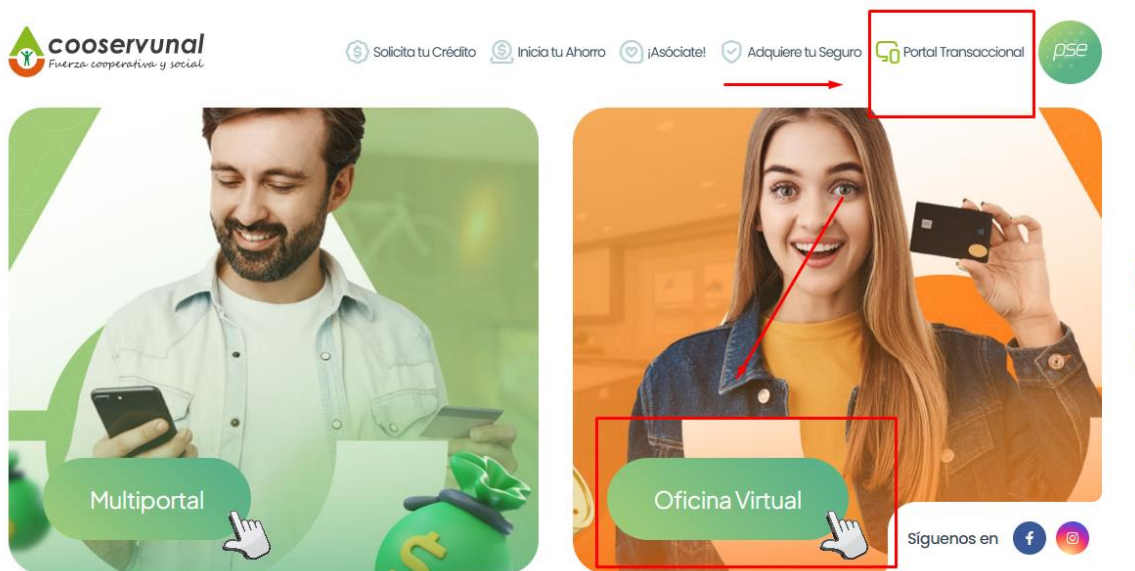 cooservunal
Fuerza cooperativa y social
Solicita tu Crédito
Inicia tu Ahorro
¡Asóciate!
Adquiere tu Seguro
Portal Transaccional
pse
Multiportal
Oficina Virtual
Síguenos en